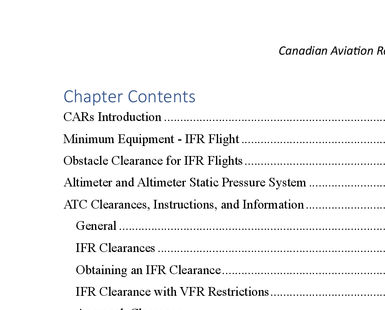 Canadian Aviation
Chapter Contents
CARs Introduction
Minimum Equipment - IFR Flight
Obstacle Clearance for IFR Flights
Altimeter and Altimeter Static Pressure System
ATC Clearances, Instructions, and Information
General
IFR Clearances
Obtaining an IFR Clearance
IFR Clearance with VFR Restrictions